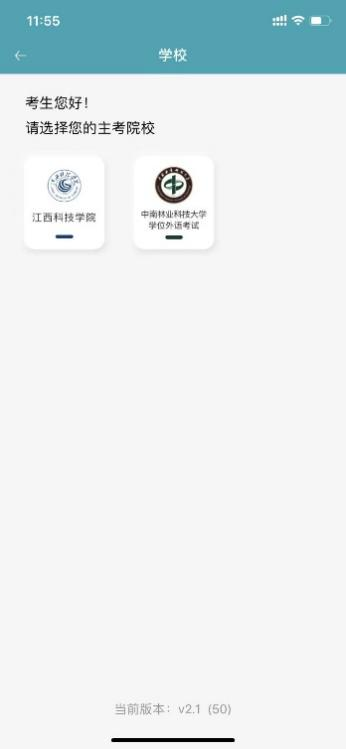 11:55
学校
考生您好！
请选择您的主考院校
江西科技学院
中南林业科技大学
学位外语考试
当前版本：v2.1 (50)